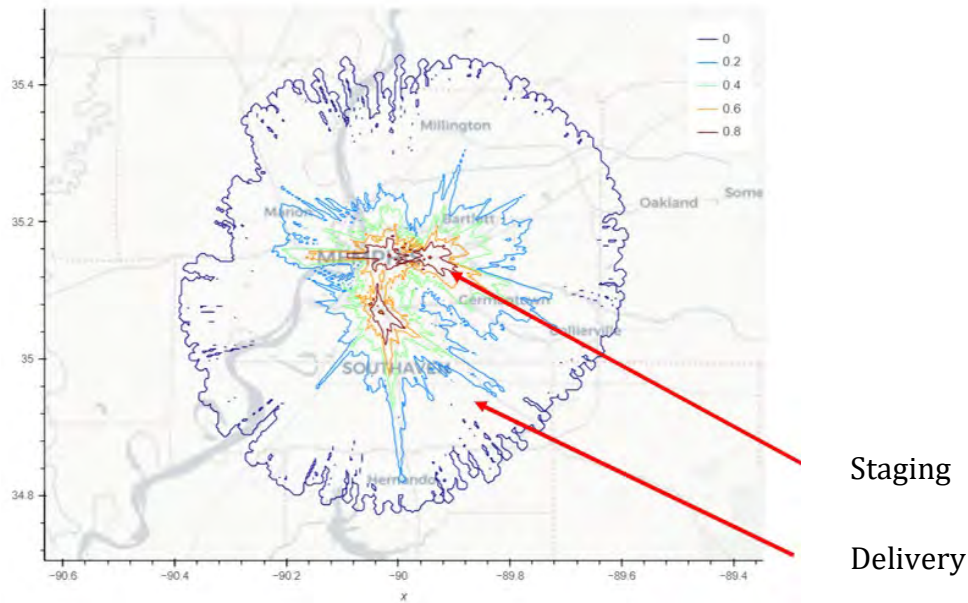 0
0.2
0.4
0.6
0.8
35.4
35.2
35
34.8
Millington
Oakland
Some
Marion
Bartlett
MEMPHIS
Germantown
Collierville
SOUTHAVEN
Hernando
−90.6
−90.4
−90.2
−90
−89.8
−89.6
−89.4
x
Staging
Delivery